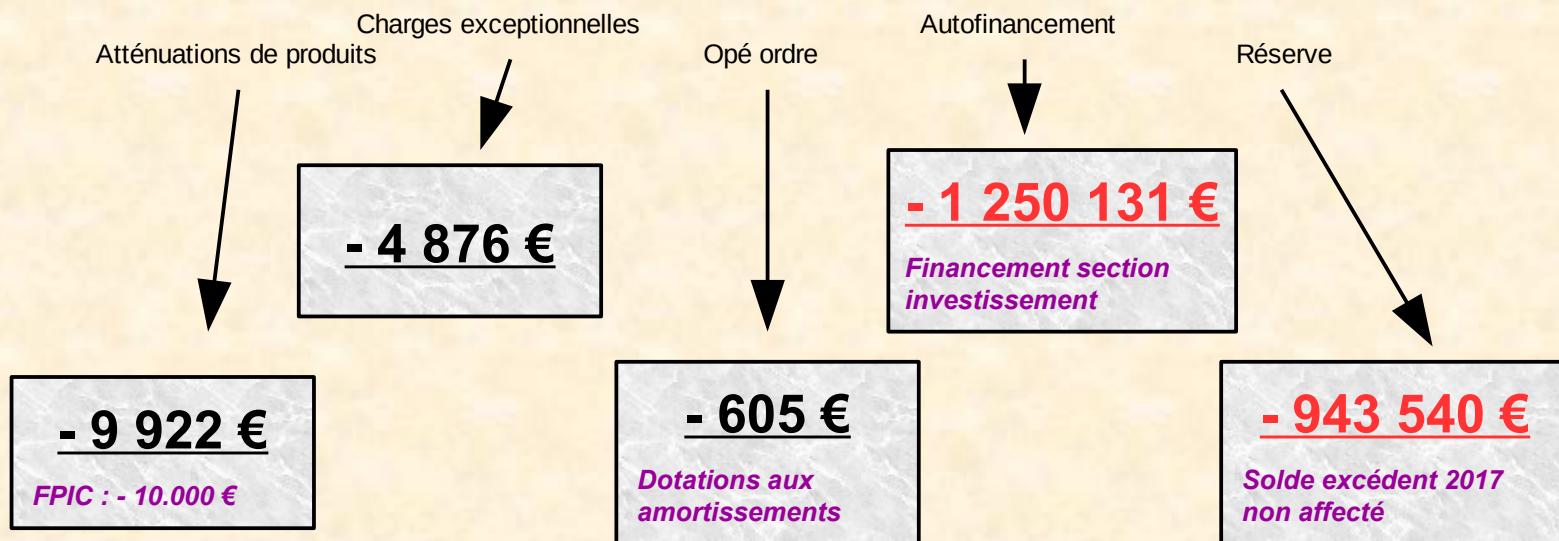 Charges exceptionnelles
Autofinancement
Atténuations de produits
Opé ordre
Réserve
- 4 876 €
- 1 250 131 €
Financement section
investissement
- 9 922 €
FPIC : - 10.000 €
- 605 €
Dotations aux
amortissements
- 943 540 €
Solde excédent 2017
non affecté